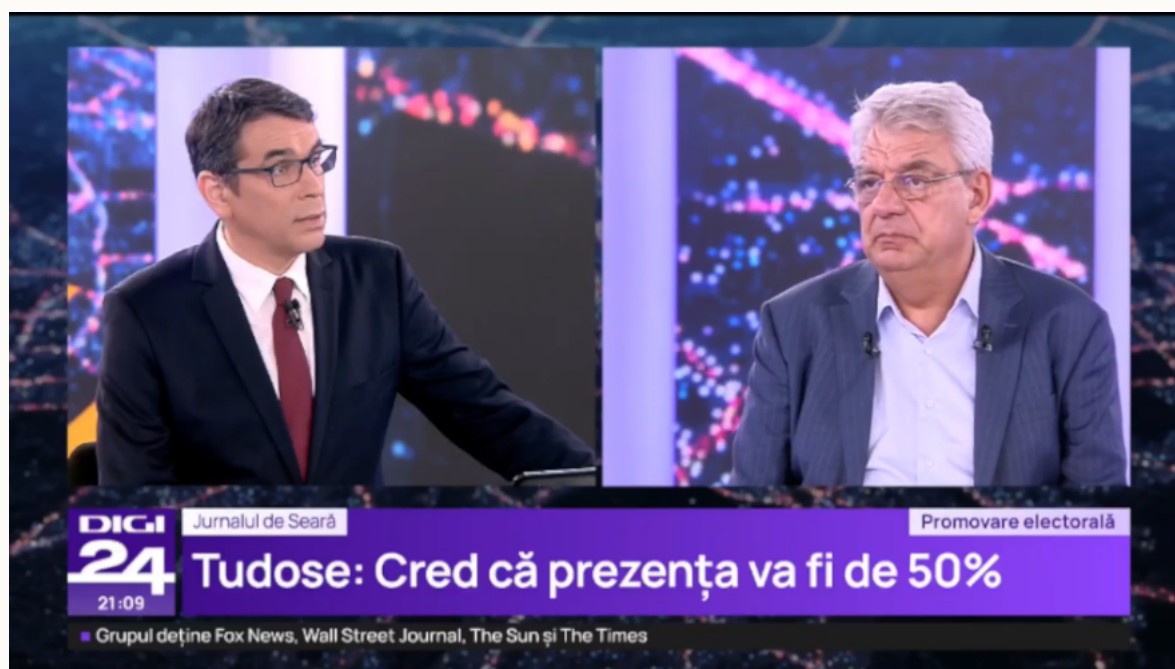 DIGI
24
21:09
Jurnalul de Seară
Promovare electorală
Tudose: Cred că prezența va fi de 50%
Grupul deține Fox News, Wall Street Journal, The Sun și The Times